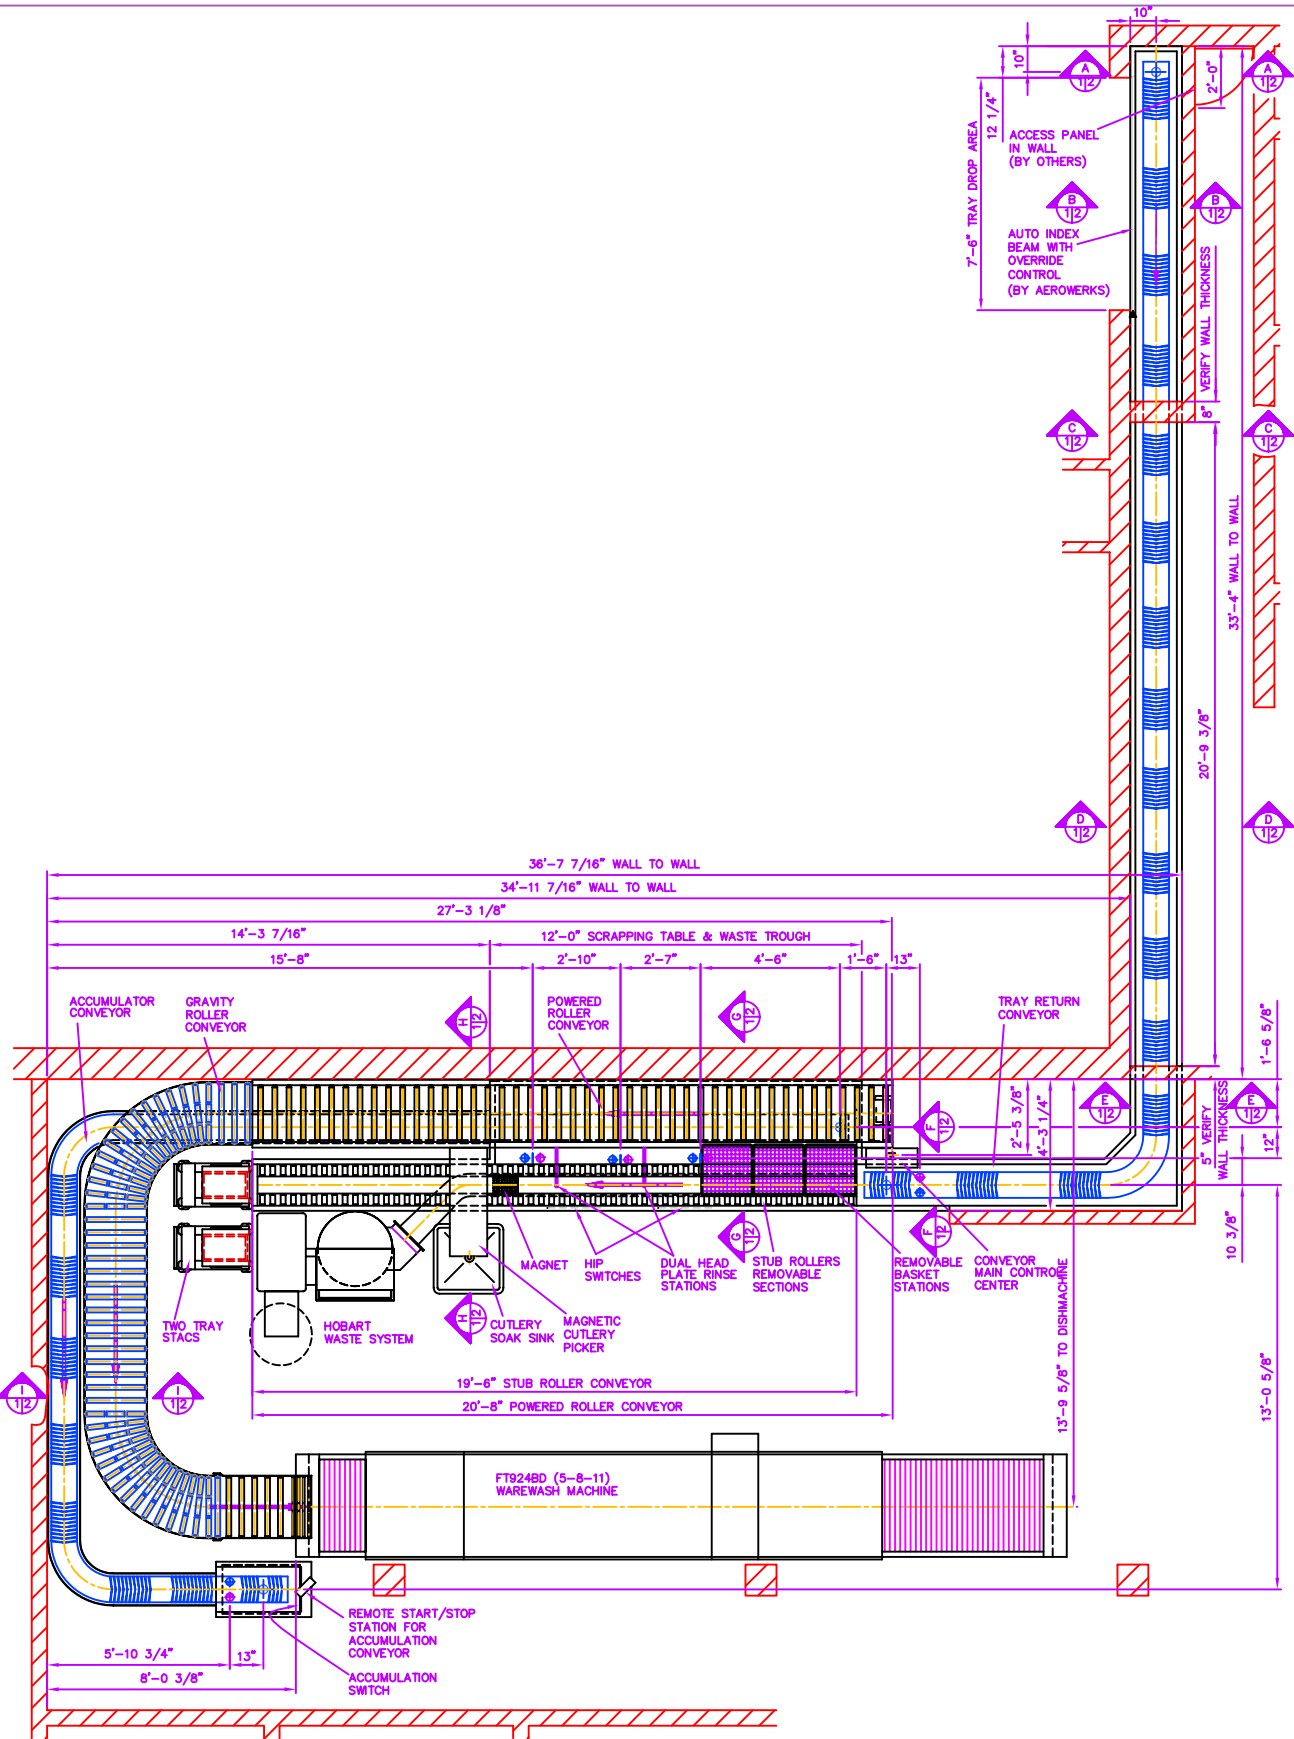 10"
10"
12 1/4"
2'-0"
A
1|2
A
1|2
ACCESS PANEL
IN WALL
(BY OTHERS)
7'-6" TRAY DROP AREA
B
1|2
B
1|2
AUTO INDEX
BEAM WITH
OVERRIDE
CONTROL
(BY AEROWERKS)
VERIFY WALL THICKNESS
8"
C
1|2
C
1|2
33'-4" WALL TO WALL
20'-9 3/8"
D
1|2
D
1|2
36'-7 7/16" WALL TO WALL
34'-11 7/16" WALL TO WALL
27'-3 1/8"
14'-3 7/16"
12'-0" SCRAPPING TABLE & WASTE TROUGH
15'-8"
2'-10"
2'-7"
4'-6"
1'-6"
13"
ACCUMULATOR
CONVEYOR
GRAVITY
ROLLER
CONVEYOR
H
1|2
POWERED
ROLLER
CONVEYOR
G
1|2
TRAY RETURN
CONVEYOR
1'-6 5/8"
2'-5 3/8"
4'-3 1/4"
E
1|2
E
1|2
5" VERIFY
WALL THICKNESS
12"
F
1|2
F
1|2
10 3/8"
G
1|2
MAGNET
HIP
SWITCHES
DUAL HEAD
PLATE RINSE
STATIONS
STUB ROLLERS
REMOVABLE
SECTIONS
REMOVABLE
BASKET
STATIONS
CONVEYOR
MAIN CONTROL
CENTER
TWO TRAY
STACS
HOBART
WASTE SYSTEM
H
1|2
CUTLERY
SOAK SINK
MAGNETIC
CUTLERY
PICKER
I
1|2
I
1|2
19'-6" STUB ROLLER CONVEYOR
20'-8" POWERED ROLLER CONVEYOR
13'-9 5/8" TO DISHMACHINE
13'-0 5/8"
FT924BD (5-8-11)
WAREWASH MACHINE
REMOTE START/STOP
STATION FOR
ACCUMULATION
CONVEYOR
5'-10 3/4"
13"
8'-0 3/8"
ACCUMULATION
SWITCH